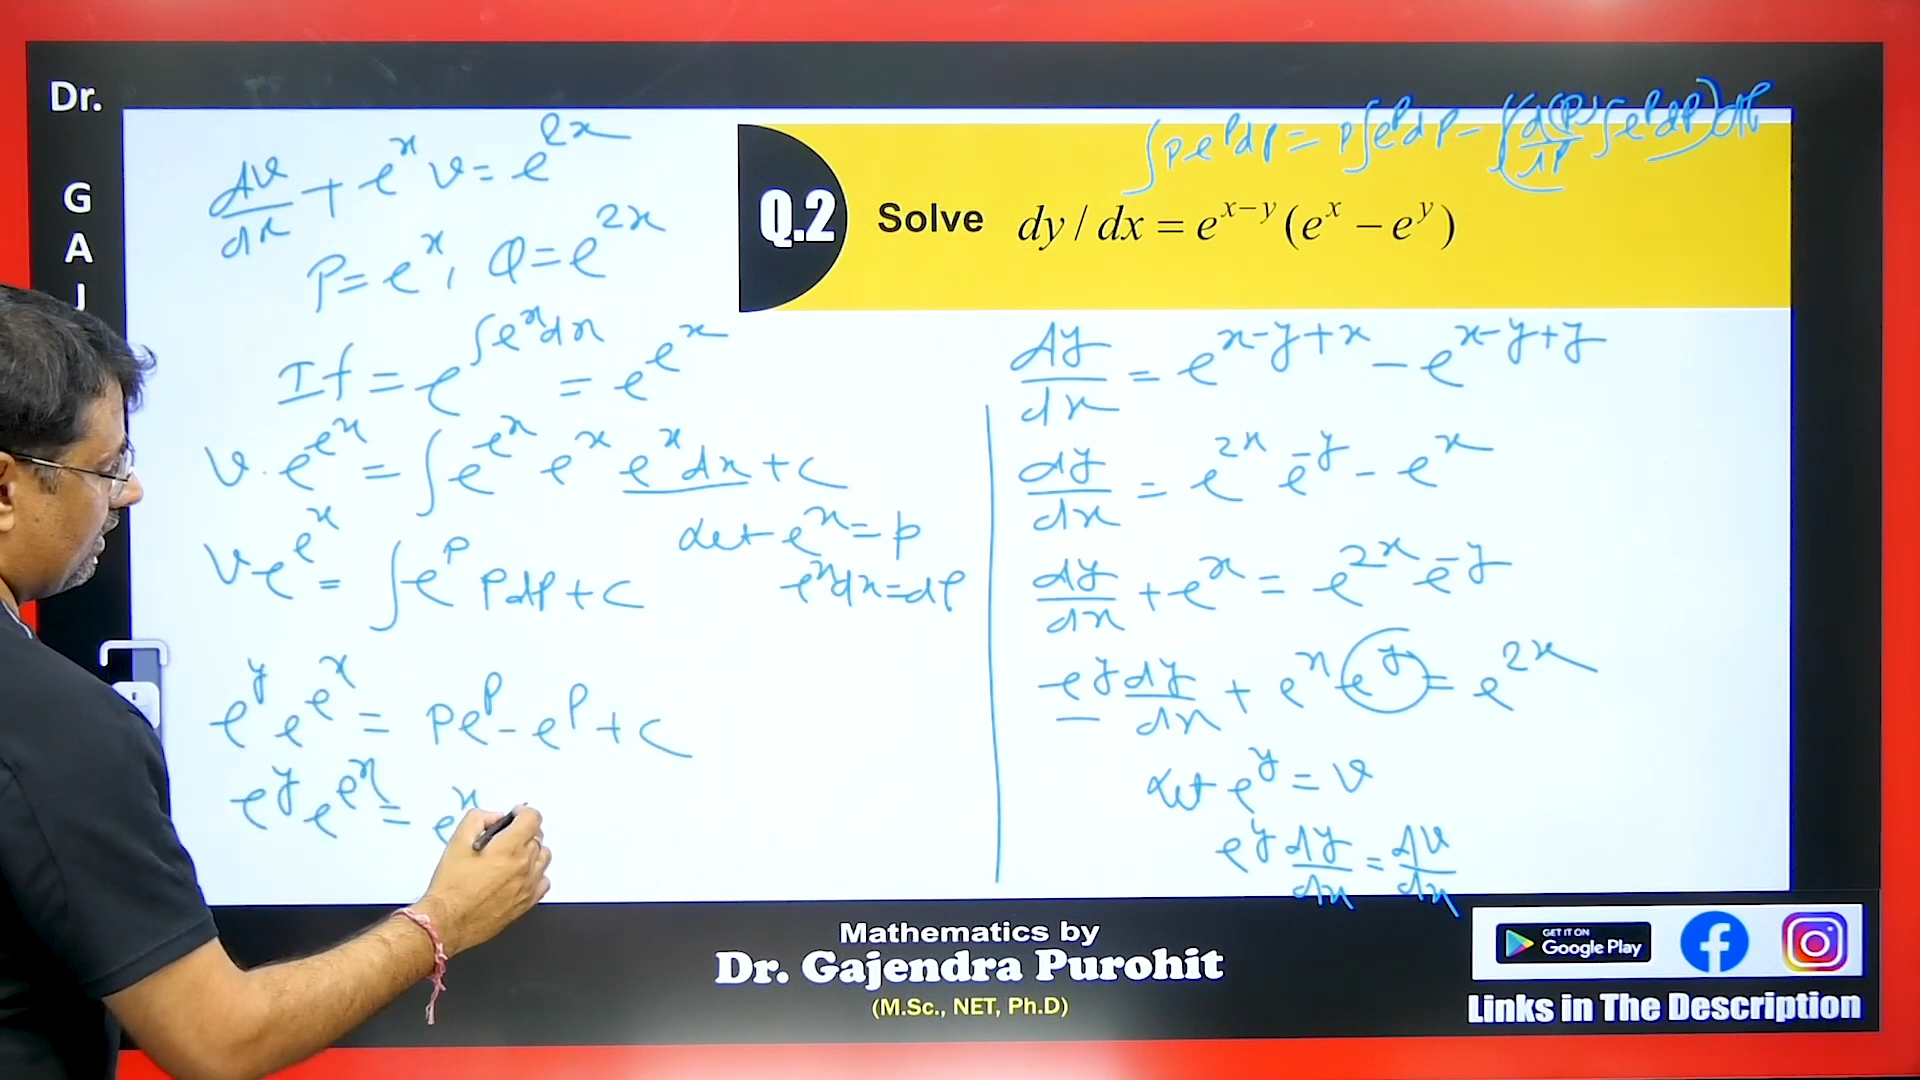 Dr.
G
A
J
Q.2 Solve dy / dx = e^{x-y} (e^x - e^y)
∫pe^p dp = p∫e^p dp - ∫(d(p)/dp ∫e^p dp) dp
dy/dx = e^{x-y+x} - e^{x-y+y}
dy/dx = e^{2x} e^{-y} - e^x
dy/dx + e^x = e^{2x} e^{-y}
e^y dy/dx + e^x e^y = e^{2x}
Let e^y = v
e^y dy/dx = dv/dx
dv/dx + e^x v = e^{2x}
P = e^x, Q = e^{2x}
If = e^{∫e^x dx} = e^{e^x}
v · e^{e^x} = ∫e^{e^x} e^x e^x dx + c
Let e^x = p
e^x dx = dp
v e^{e^x} = ∫e^p p dp + c
e^y e^{e^x} = pe^p - e^p + c
e^y e^{e^x} = e^x
Mathematics by
Dr. Gajendra Purohit
(M.Sc., NET, Ph.D)
GET IT ON
Google Play
Links in The Description